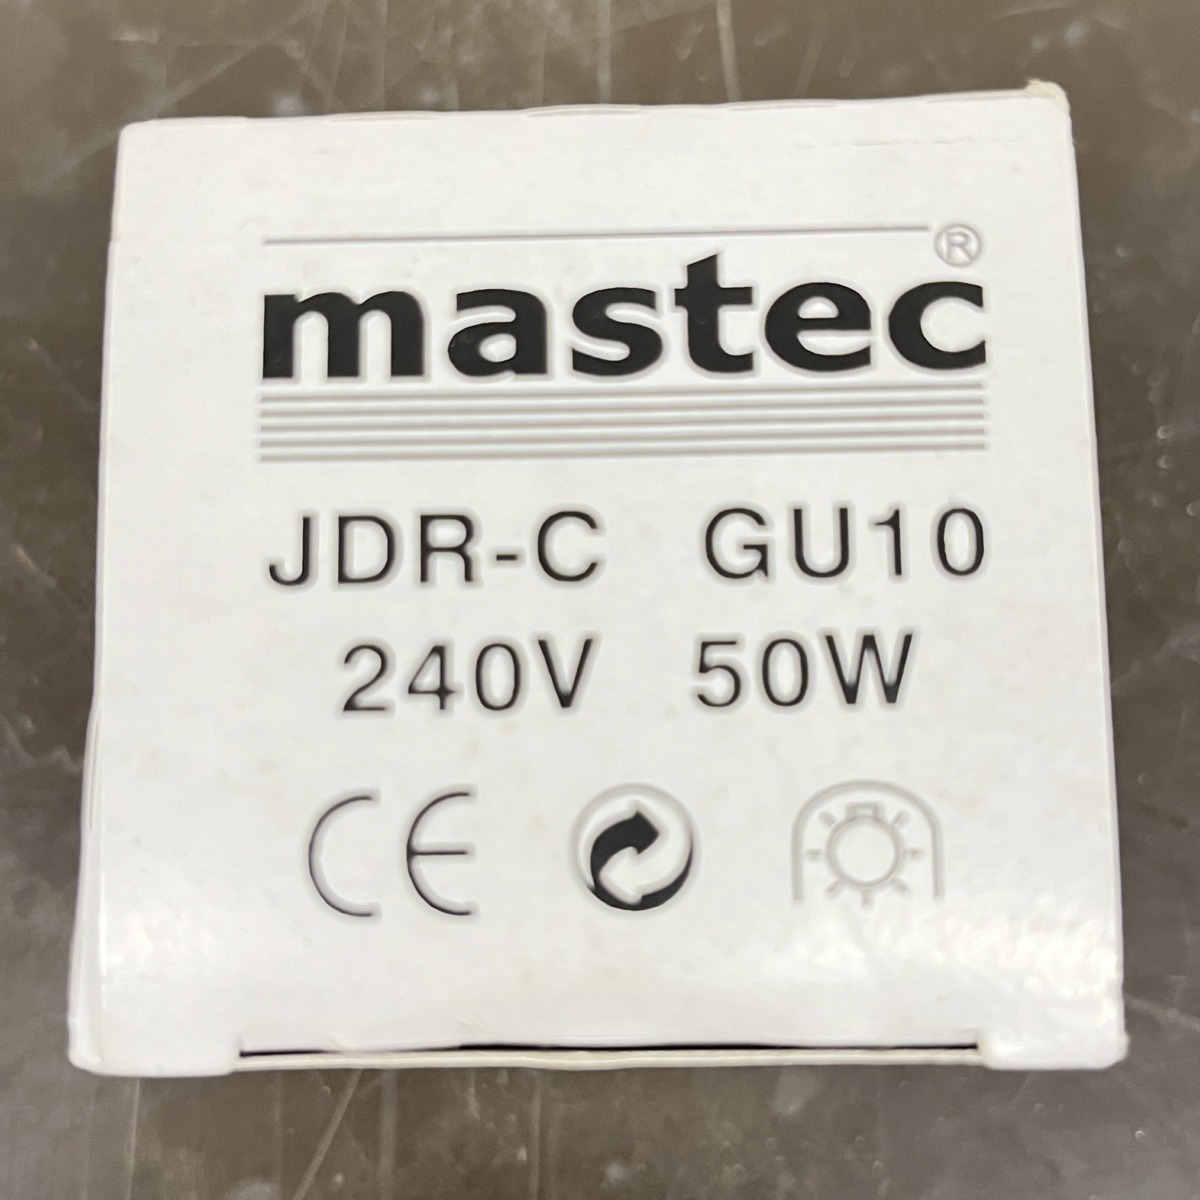 mastec®
JDR-C GU10
240V 50W
CE